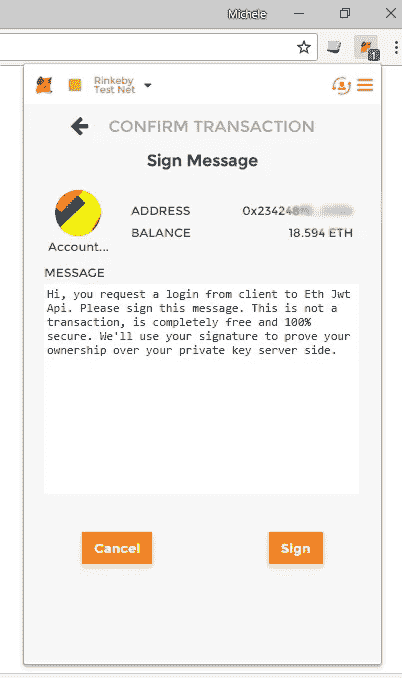 Michele
1
Rinkeby
Test Net
CONFIRM TRANSACTION
Sign Message
ADDRESS 0x23424
BALANCE 18.594 ETH
Account...
MESSAGE
Hi, you request a login from client to Eth Jwt
Api. Please sign this message. This is not a
transaction, is completely free and 100%
secure. We'll use your signature to prove your
ownership over your private key server side.
Cancel Sign